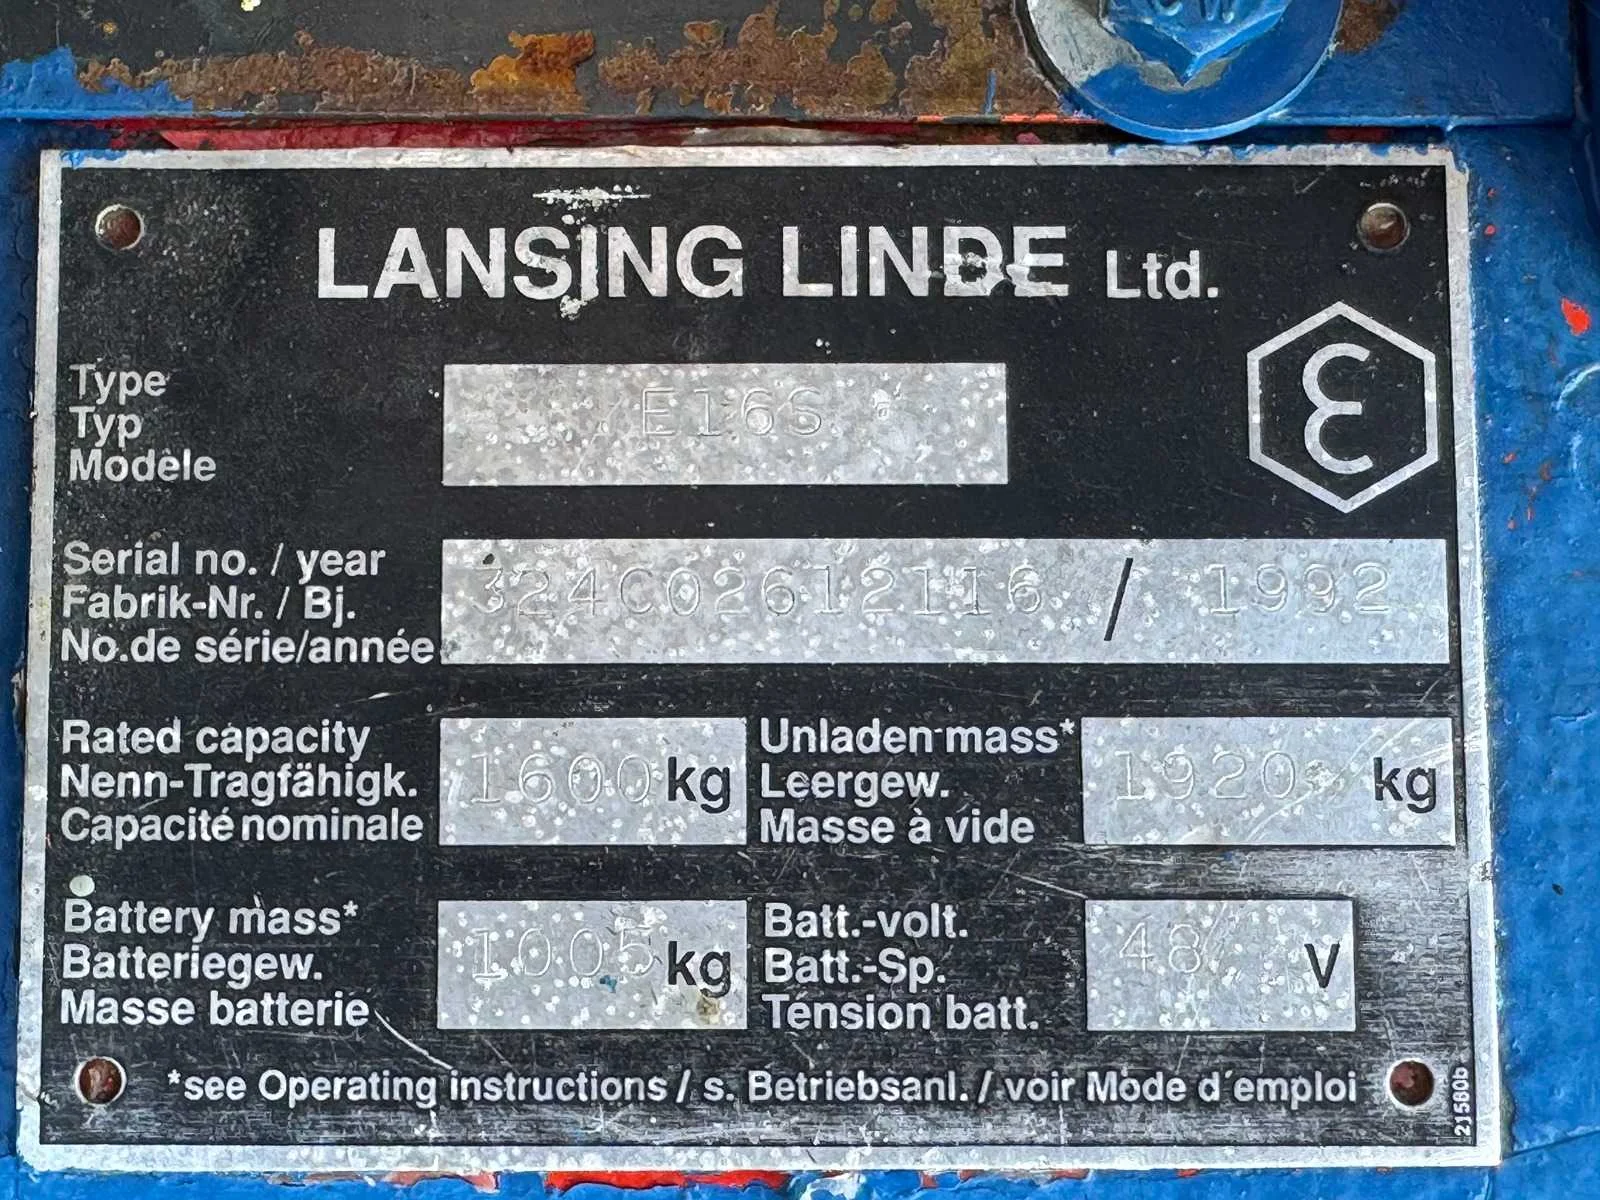 LANSING LINDE Ltd.
Type
Typ
Modèle
E16S
ε
Serial no. / year
Fabrik-Nr. / Bj.
No.de série/année
324C02612116 / 1992
Rated capacity
Nenn-Tragfähigk.
Capacité nominale
1600 kg
Unladen mass*
Leergew.
Masse à vide
1920 kg
Battery mass*
Batteriegew.
Masse batterie
1005 kg
Batt.-volt.
Batt.-Sp.
Ténsion batt.
48 V
*see Operating instructions / s. Betriebsanl. / voir Mode d´emploi
21580b